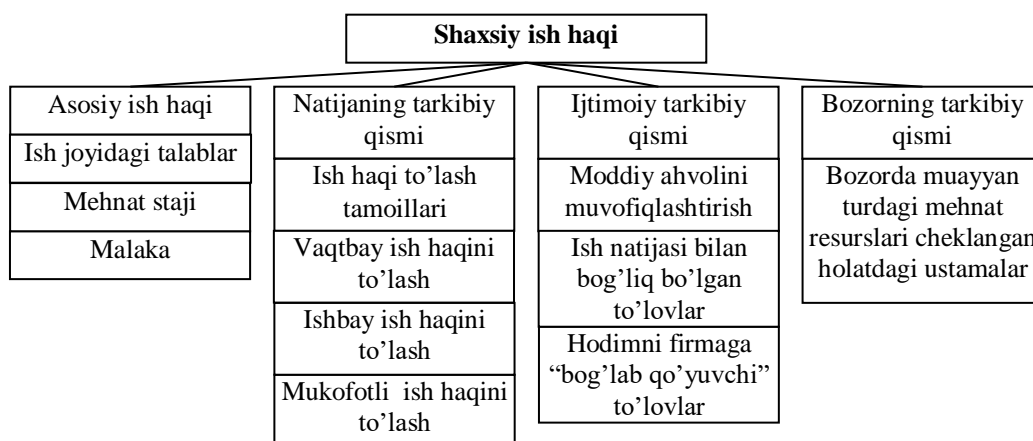 Shaxsiy ish haqi
Asosiy ish haqi
Ish joyidagi talablar
Mehnat staji
Malaka
Natijaning tarkibiy
qismi
Ish haqi to’lash
tamoillari
Vaqtbay ish haqini
to’lash
Ishbay ish haqini
to’lash
Mukofotli ish haqini
to’lash
Ijtimoiy tarkibiy
qismi
Moddiy ahvolini
muvofiqlashtirish
Ish natijasi bilan
bog’liq bo’lgan
to’lovlar
Hodimni firmaga
“bog’lab qo’yuvchi”
to’lovlar
Bozorning tarkibiy
qismi
Bozorda muayyan
turdagi mehnat
resurslari cheklangan
holatdagi ustamalar